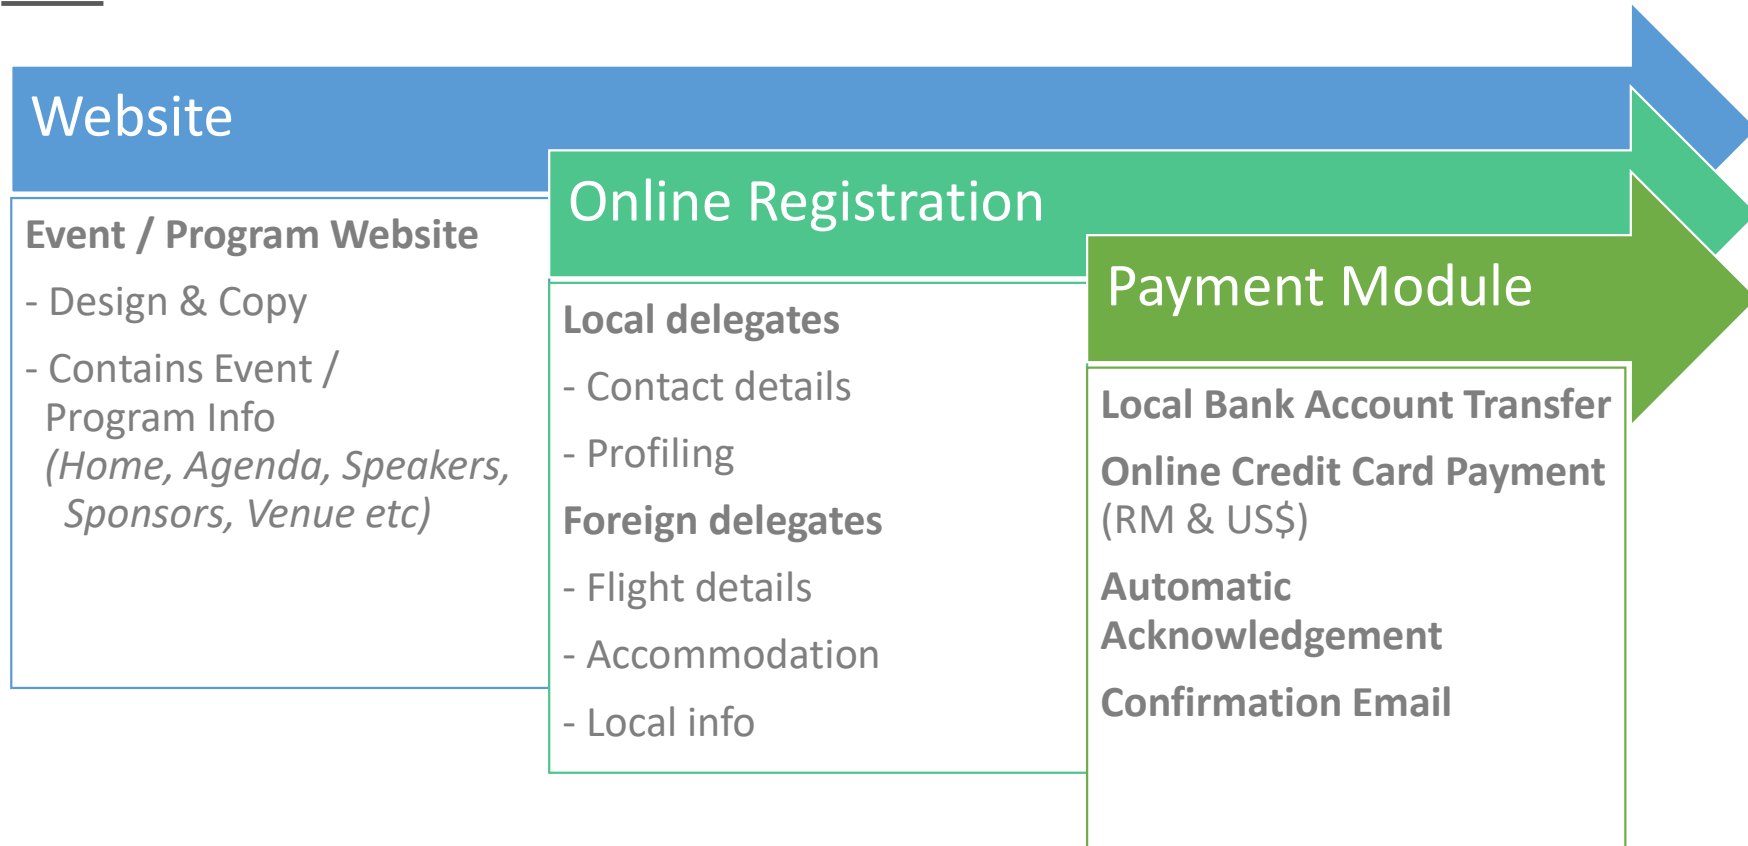 Website
Event / Program Website
- Design & Copy
- Contains Event /
Program Info
(Home, Agenda, Speakers,
Sponsors, Venue etc)
Online Registration
Local delegates
- Contact details
- Profiling
Foreign delegates
- Flight details
- Accommodation
- Local info
Payment Module
Local Bank Account Transfer
Online Credit Card Payment
(RM & US$)
Automatic
Acknowledgement
Confirmation Email